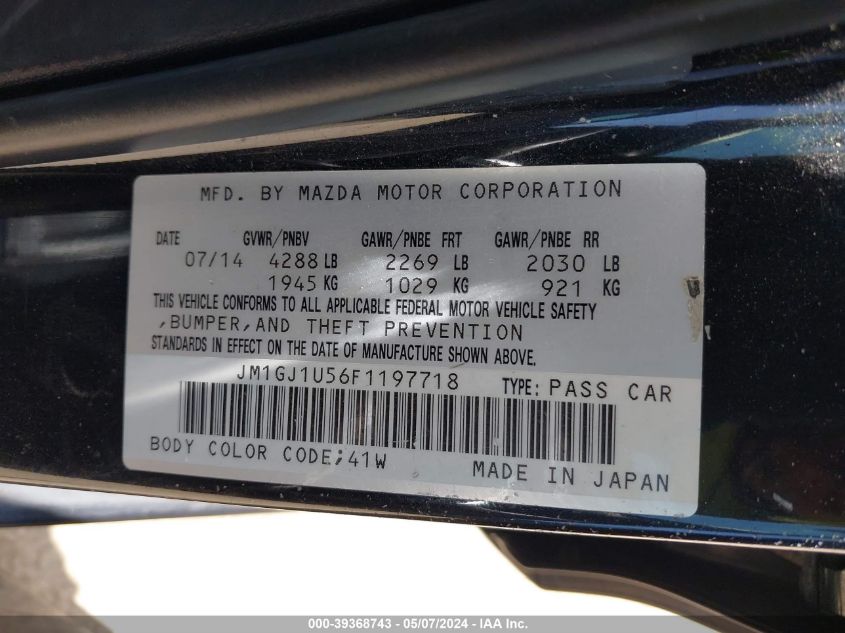 MFD. BY MAZDA MOTOR CORPORATION
DATE GVWR/PNBV GAWR/PNBE FRT GAWR/PNBE RR
07/14 4288 LB 2269 LB 2030 LB
1945 KG 1029 KG 921 KG
THIS VEHICLE CONFORMS TO ALL APPLICABLE FEDERAL MOTOR VEHICLE SAFETY
,BUMPER,AND THEFT PREVENTION
STANDARDS IN EFFECT ON THE DATE OF MANUFACTURE SHOWN ABOVE.
JM1GJ1U56F1197718 TYPE: PASS CAR
BODY COLOR CODE;41W MADE IN JAPAN
000-39368743 - 05/07/2024 - IAA Inc.